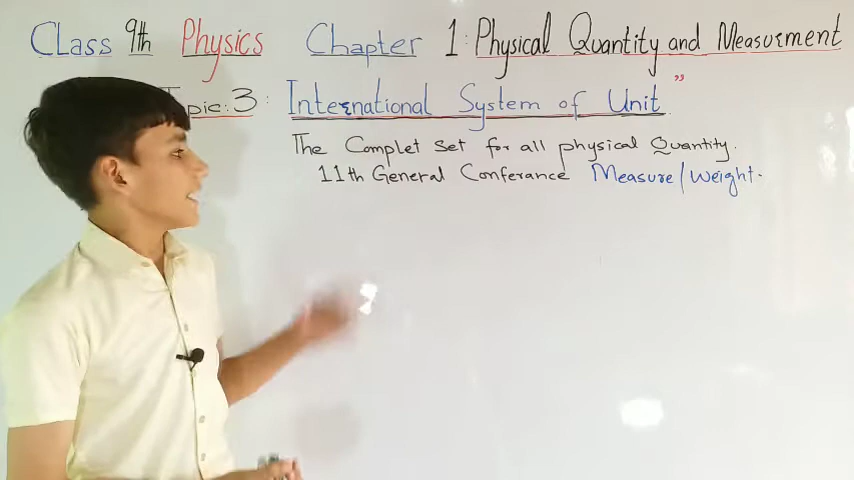 Class 9th Physics Chapter 1: Physical Quantity and Measurment
Topic: 3: International System of Unit"
The Complet Set for all physical Quantity.
11th General Conferance Measure/Weight.